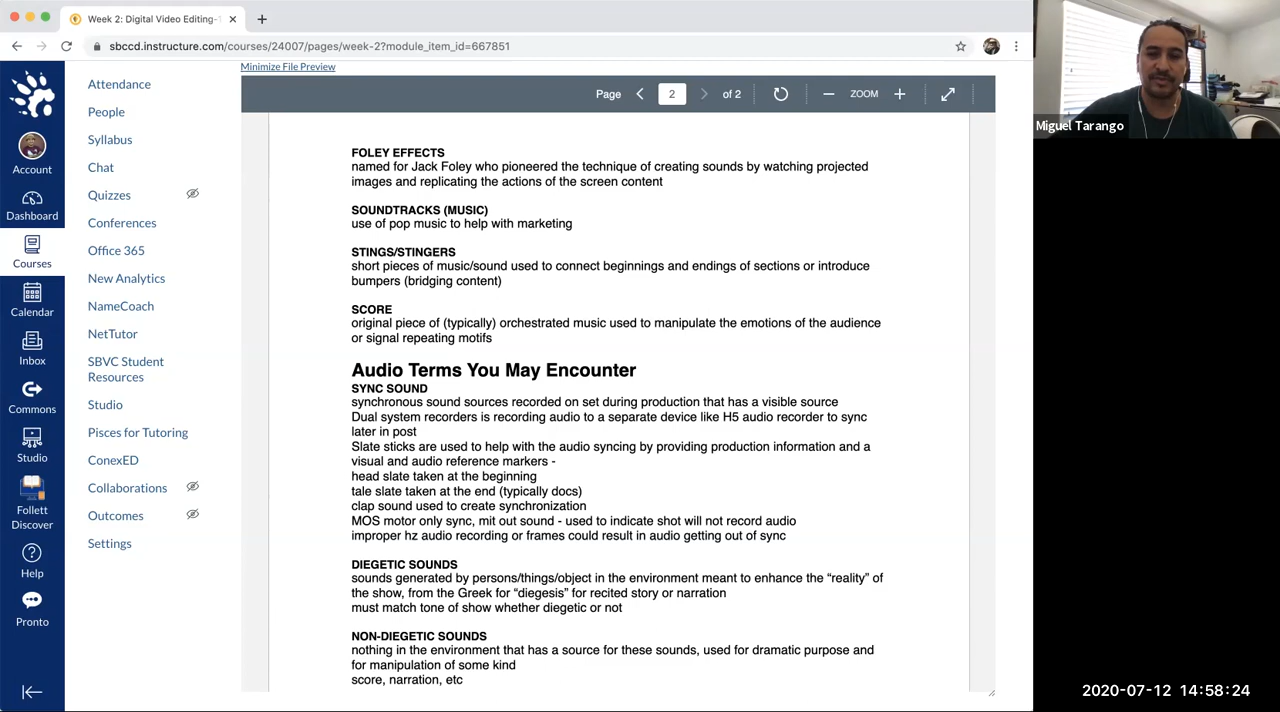 Week 2: Digital Video Editing-
sbccd.instructure.com/courses/24007/pages/week-2?module_item_id=667851
Minimize File Preview
Page 2 of 2 ZOOM
Account
Dashboard
Courses
Calendar
Inbox
Commons
Studio
Follett
Discover
Help
Pronto
Attendance
People
Syllabus
Chat
Quizzes
Conferences
Office 365
New Analytics
NameCoach
NetTutor
SBVC Student
Resources
Studio
Pisces for Tutoring
ConexED
Collaborations
Outcomes
Settings
FOLEY EFFECTS
named for Jack Foley who pioneered the technique of creating sounds by watching projected
images and replicating the actions of the screen content
SOUNDTRACKS (MUSIC)
use of pop music to help with marketing
STINGS/STINGERS
short pieces of music/sound used to connect beginnings and endings of sections or introduce
bumpers (bridging content)
SCORE
original piece of (typically) orchestrated music used to manipulate the emotions of the audience
or signal repeating motifs
Audio Terms You May Encounter
SYNC SOUND
synchronous sound sources recorded on set during production that has a visible source
Dual system recorders is recording audio to a separate device like H5 audio recorder to sync
later in post
Slate sticks are used to help with the audio syncing by providing production information and a
visual and audio reference markers -
head slate taken at the beginning
tale slate taken at the end (typically docs)
clap sound used to create synchronization
MOS motor only sync, mit out sound - used to indicate shot will not record audio
improper hz audio recording or frames could result in audio getting out of sync
DIEGETIC SOUNDS
sounds generated by persons/things/object in the environment meant to enhance the “reality” of
the show, from the Greek for “diegesis” for recited story or narration
must match tone of show whether diegetic or not
NON-DIEGETIC SOUNDS
nothing in the environment that has a source for these sounds, used for dramatic purpose and
for manipulation of some kind
score, narration, etc
Miguel Tarango
2020-07-12 14:58:24